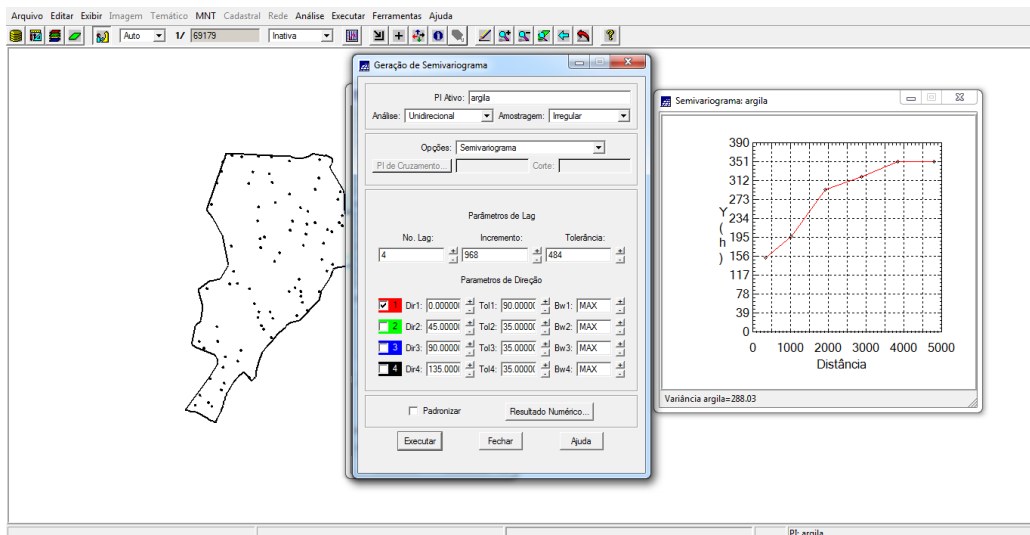 Arquivo Editar Exibir Imagem Temático MNT Cadastral Rede Análise Executar Ferramentas Ajuda
Auto 1/ 69179 Inativa
Geração de Semivariograma
PI Ativo: argila
Análise: Unidirecional Amostragem: Irregular
Opções: Semivariograma
PI de Cruzamento... Corte:
Parâmetros de Lag
No. Lag: Incremento: Tolerância:
4 968 484
Parametros de Direção
1 Dir1: 0.00000 Tol1: 90.0000 Bw1: MAX
2 Dir2: 45.0000 Tol2: 35.0000 Bw2: MAX
3 Dir3: 90.0000 Tol3: 35.0000 Bw3: MAX
4 Dir4: 135.000 Tol4: 35.0000 Bw4: MAX
Padronizar Resultado Numérico...
Executar Fechar Ajuda
Semivariograma: argila
390
351
312
273
234
195
156
117
78
39
0
Y(h)
0 1000 2000 3000 4000 5000
Distância
Variância argila=288.03
PI: argila